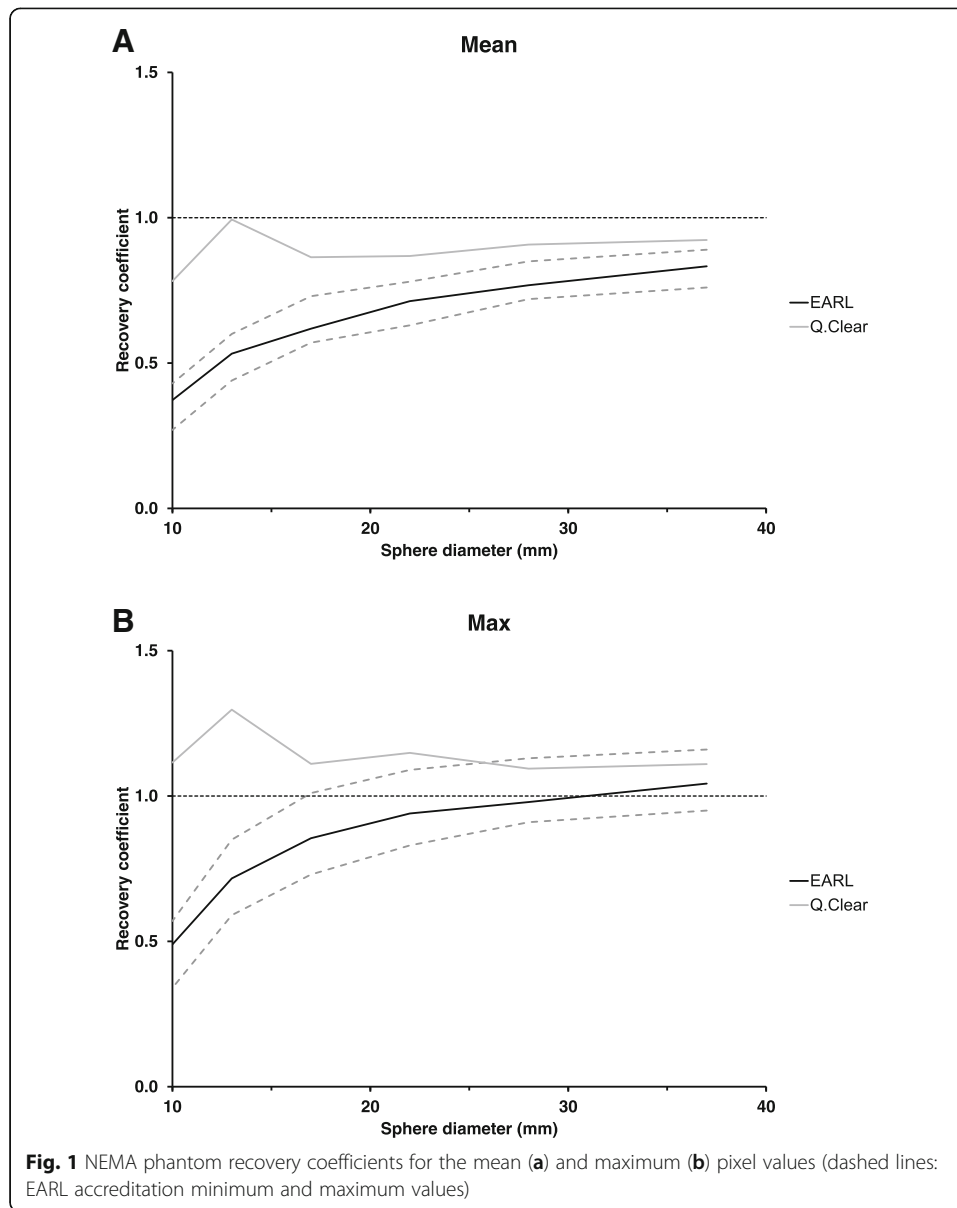 A
Mean
1.5
1.0
0.5
0.0
Recovery coefficient
10
20
30
40
Sphere diameter (mm)
EARL
Q.Clear
B
Max
1.5
1.0
0.5
0.0
Recovery coefficient
10
20
30
40
Sphere diameter (mm)
EARL
Q.Clear
Fig. 1 NEMA phantom recovery coefficients for the mean (a) and maximum (b) pixel values (dashed lines:
EARL accreditation minimum and maximum values)